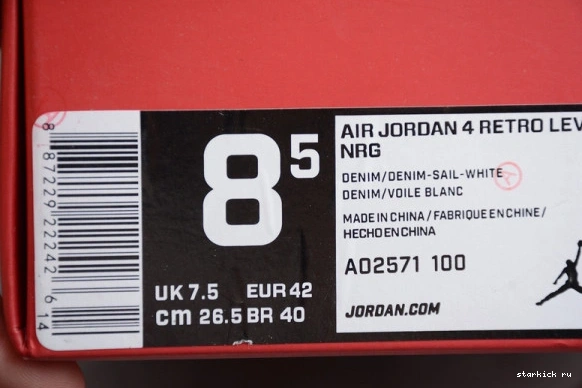 8 87229 22242 6 14
8 5
UK 7.5 EUR 42
cm 26.5 BR 40
AIR JORDAN 4 RETRO LEV
NRG
DENIM/DENIM-SAIL-WHITE
DENIM/VOILE BLANC
MADE IN CHINA / FABRIQUE EN CHINE /
HECHO EN CHINA
AO2571 100
JORDAN.COM
starkick ru